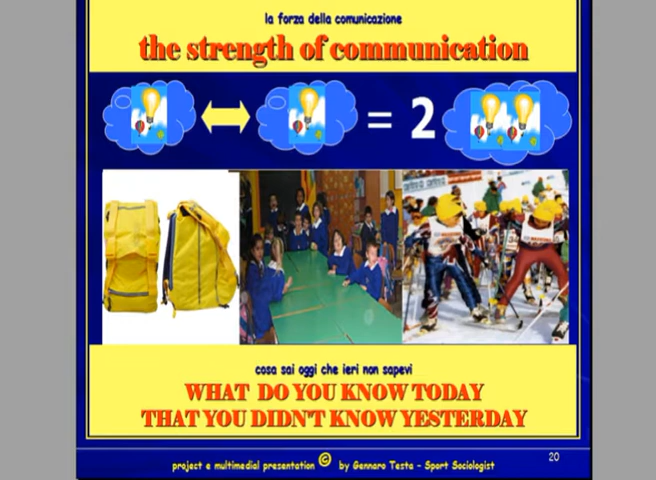 la forza della comunicazione
the strength of communication
= 2
cosa sai oggi che ieri non sapevi
WHAT DO YOU KNOW TODAY
THAT YOU DIDN'T KNOW YESTERDAY
20
project e multimedial presentation © by Gennaro Testa - Sport Sociologist